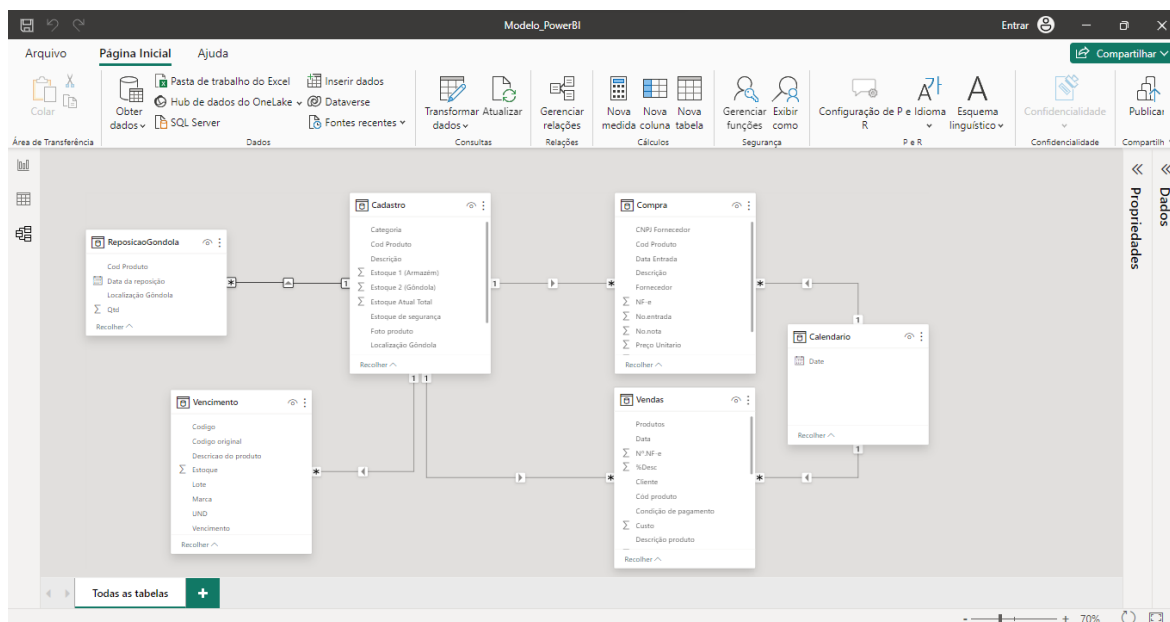 Modelo_PowerBI
Entrar
Arquivo
Página Inicial
Ajuda
Compartilhar
Colar
Área de Transferência
Obter dados
Pasta de trabalho do Excel
Hub de dados do OneLake
SQL Server
Inserir dados
Dataverse
Fontes recentes
Dados
Transformar dados
Atualizar
Consultas
Gerenciar relações
Relações
Nova medida
Nova coluna
Nova tabela
Cálculos
Gerenciar funções
Exibir como
Segurança
Configuração de P e R
Idioma
Esquema linguístico
P e R
Confidencialidade
Confidencialidade
Publicar
Compartilh
ReposicaoGondola
Cod Produto
Data da reposição
Localização Gôndola
Qtd
Recolher
Cadastro
Categoria
Cod Produto
Descrição
Estoque 1 (Armazém)
Estoque 2 (Gôndola)
Estoque Atual Total
Estoque de segurança
Foto produto
Localização Gôndola
Recolher
Compra
CNPJ Fornecedor
Cod Produto
Data Entrada
Descrição
Fornecedor
NF-e
No.entrada
No.nota
Preço Unitario
Recolher
Calendario
Date
Recolher
Vencimento
Codigo
Codigo original
Descricao do produto
Estoque
Lote
Marca
UND
Vencimento
Recolher
Vendas
Produtos
Data
Nº.NF-e
%Desc
Cliente
Cód produto
Condição de pagamento
Custo
Descrição produto
Recolher
* 1
1 *
* 1
1 1
*
* * 1
Propriedades
Dados
Todas as tabelas
+
- + 70%